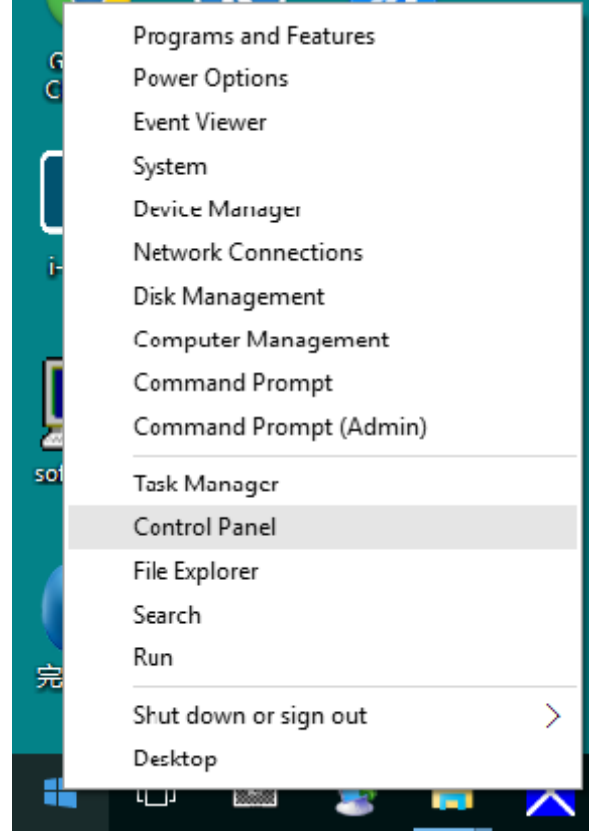 Programs and Features
Power Options
Event Viewer
System
Device Manager
Network Connections
Disk Management
Computer Management
Command Prompt
Command Prompt (Admin)
Task Manager
Control Panel
File Explorer
Search
Run
Shut down or sign out
Desktop